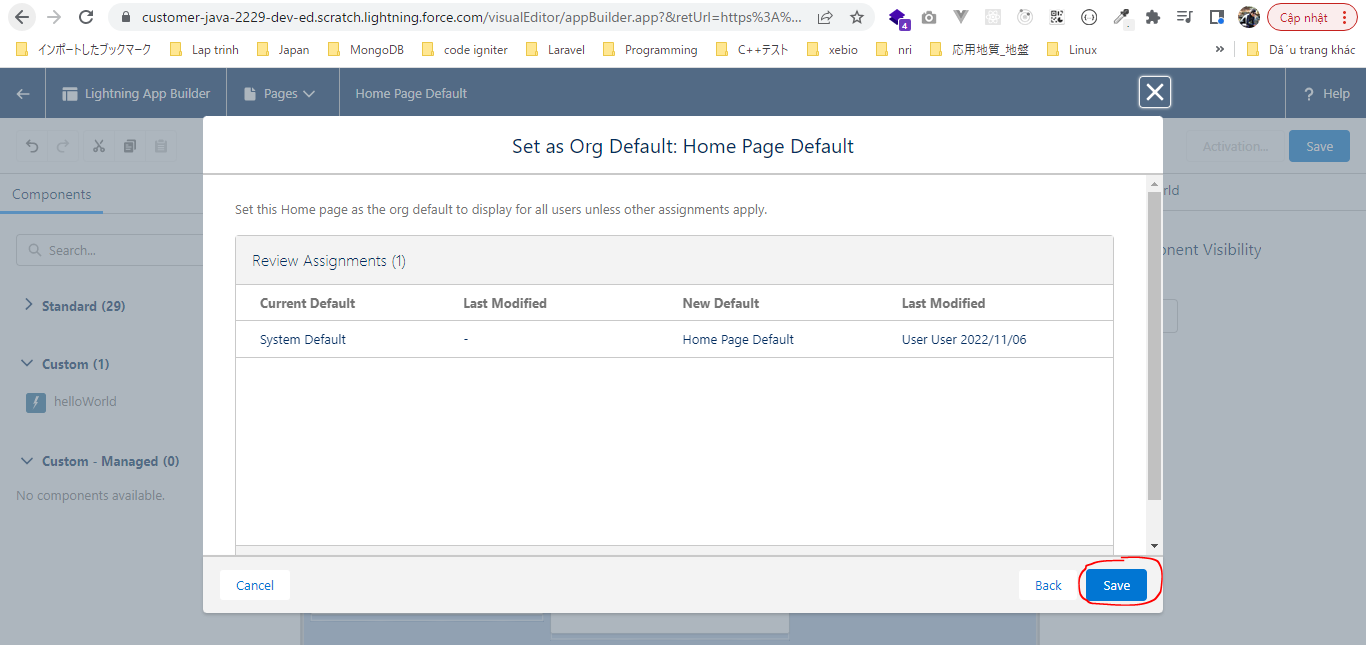 customer-java-2229-dev-ed.scratch.lightning.force.com/visualEditor/appBuilder.app?&retUrl=https%3A%...
4
Cập nhật
インポートしたブックマーク
Lap trinh
Japan
MongoDB
code igniter
Laravel
Programming
C++テスト
xebio
nri
応用地質_地盤
Linux
»
Dấu trang khác
Lightning App Builder
Pages
Home Page Default
? Help
Set as Org Default: Home Page Default
Activation...
Save
Components
rld
Set this Home page as the org default to display for all users unless other assignments apply.
Search...
Review Assignments (1)
onent Visibility
Current Default
Last Modified
New Default
Last Modified
Standard (29)
System Default
-
Home Page Default
User User 2022/11/06
Custom (1)
helloWorld
Custom - Managed (0)
No components available.
Cancel
Back
Save